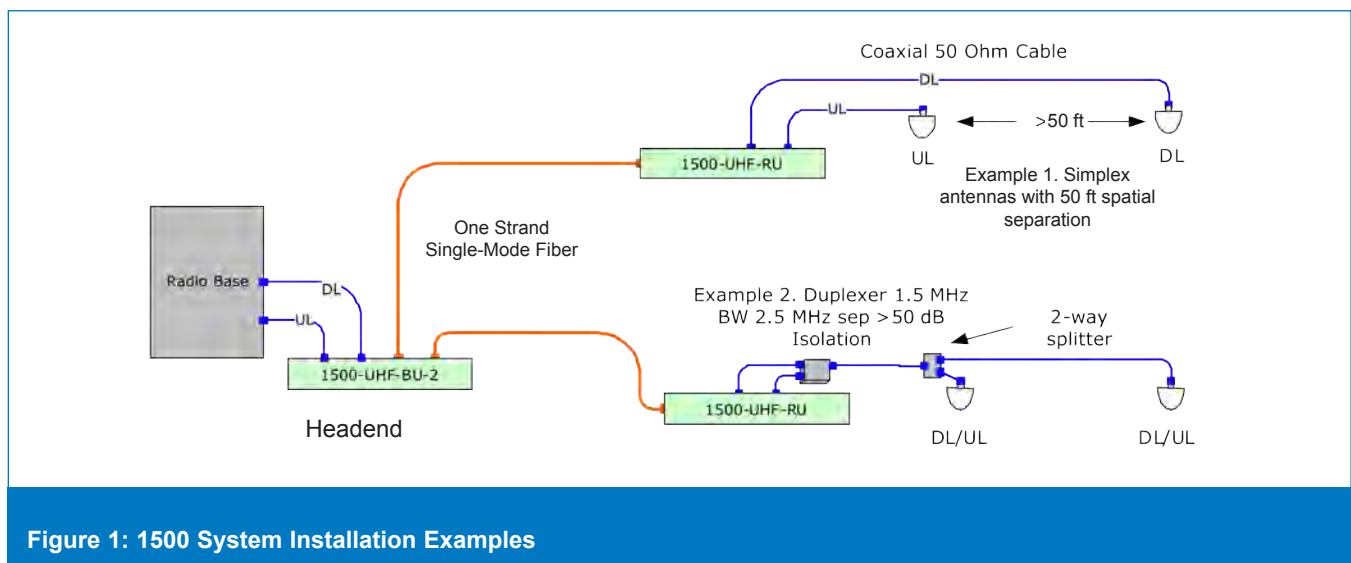 Coaxial 50 Ohm Cable
DL
UL
>50 ft
UL
DL
1500-UHF-RU
Example 1. Simplex
antennas with 50 ft spatial
separation
One Strand
Single-Mode Fiber
Radio Base
DL
UL
1500-UHF-BU-2
Headend
Example 2. Duplexer 1.5 MHz
BW 2.5 MHz sep >50 dB
Isolation
2-way
splitter
1500-UHF-RU
DL/UL
DL/UL
Figure 1: 1500 System Installation Examples